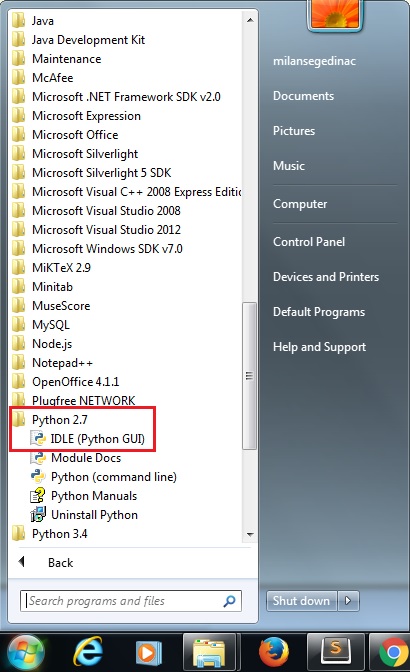 Java
Java Development Kit
Maintenance
McAfee
Microsoft .NET Framework SDK v2.0
Microsoft Expression
Microsoft Office
Microsoft Silverlight
Microsoft Silverlight 5 SDK
Microsoft Visual C++ 2008 Express Editic
Microsoft Visual Studio 2008
Microsoft Visual Studio 2012
Microsoft Windows SDK v7.0
MiKTeX 2.9
Minitab
MuseScore
MySQL
Node.js
Notepad++
OpenOffice 4.1.1
Plugfree NETWORK
Python 2.7
IDLE (Python GUI)
Module Docs
Python (command line)
Python Manuals
Uninstall Python
Python 3.4
Back
Search programs and files
milansegedinac
Documents
Pictures
Music
Computer
Control Panel
Devices and Printers
Default Programs
Help and Support
Shut down